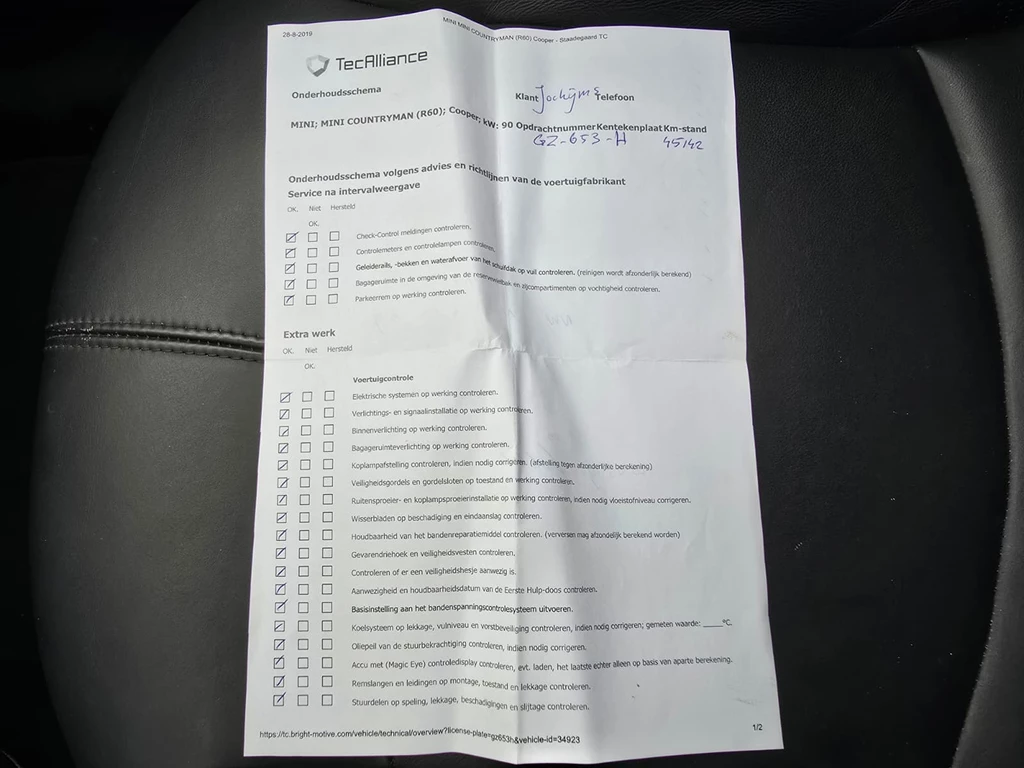 28-8-2019
MINI MINI COUNTRYMAN (R60) Cooper - Staadegaard TC
TecAlliance
Onderhoudsschema
Klant Jochijms Telefoon
MINI; MINI COUNTRYMAN (R60); Cooper; kW: 90 Opdrachtnummer Kentekenplaat Km-stand
GZ-653-H 45142
Onderhoudsschema volgens advies en richtlijnen van de voertuigfabrikant
Service na intervalweergave
OK. Niet Hersteld
OK.
Check-Control meldingen controleren.
Controlemeters en controlelampen controleren.
Geleiderails, -bekken en waterafvoer van het schuifdak op vuil controleren. (reinigen wordt afzonderlijk berekend)
Bagageruimte in de omgeving van de reservewielbak en zijcompartimenten op vochtigheid controleren.
Parkeerrem op werking controleren.
Extra werk
OK. Niet Hersteld
OK.
Voertuigcontrole
Elektrische systemen op werking controleren.
Verlichtings- en signaalinstallatie op werking controleren.
Binnenverlichting op werking controleren.
Bagageruimteverlichting op werking controleren.
Koplampafstelling controleren, indien nodig corrigeren. (afstelling tegen afzonderlijke berekening)
Veiligheidsgordels en gordelsloten op toestand en werking controleren.
Ruitensproeier- en koplampsproeierinstallatie op werking controleren, indien nodig vloeistofniveau corrigeren.
Wisserbladen op beschadiging en eindaanslag controleren.
Houdbaarheid van het bandenreparatiemiddel controleren. (verversen mag afzondelijk berekend worden)
Gevarendriehoek en veiligheidsvesten controleren.
Controleren of er een veiligheidshesje aanwezig is.
Aanwezigheid en houdbaarheidsdatum van de Eerste Hulp-doos controleren.
Basisinstelling aan het bandenspanningscontrolesysteem uitvoeren.
Koelsysteem op lekkage, vulniveau en vorstbeveiliging controleren, indien nodig corrigeren; gemeten waarde: ____°C.
Oliepeil van de stuurbekrachtiging controleren, indien nodig corrigeren.
Accu met (Magic Eye) controledisplay controleren, evt. laden, het laatste echter alleen op basis van aparte berekening.
Remslangen en leidingen op montage, toestand en lekkage controleren.
Stuurdelen op speling, lekkage, beschadigingen en slijtage controleren.
1/2
https://tc.bright-motive.com/vehicle/technical/overview?license-plate=gz653h&vehicle-id=34923